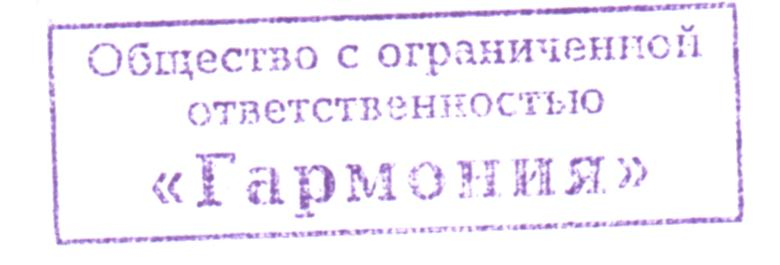 Общество с ограниченной
ответственностью
«Гармония»